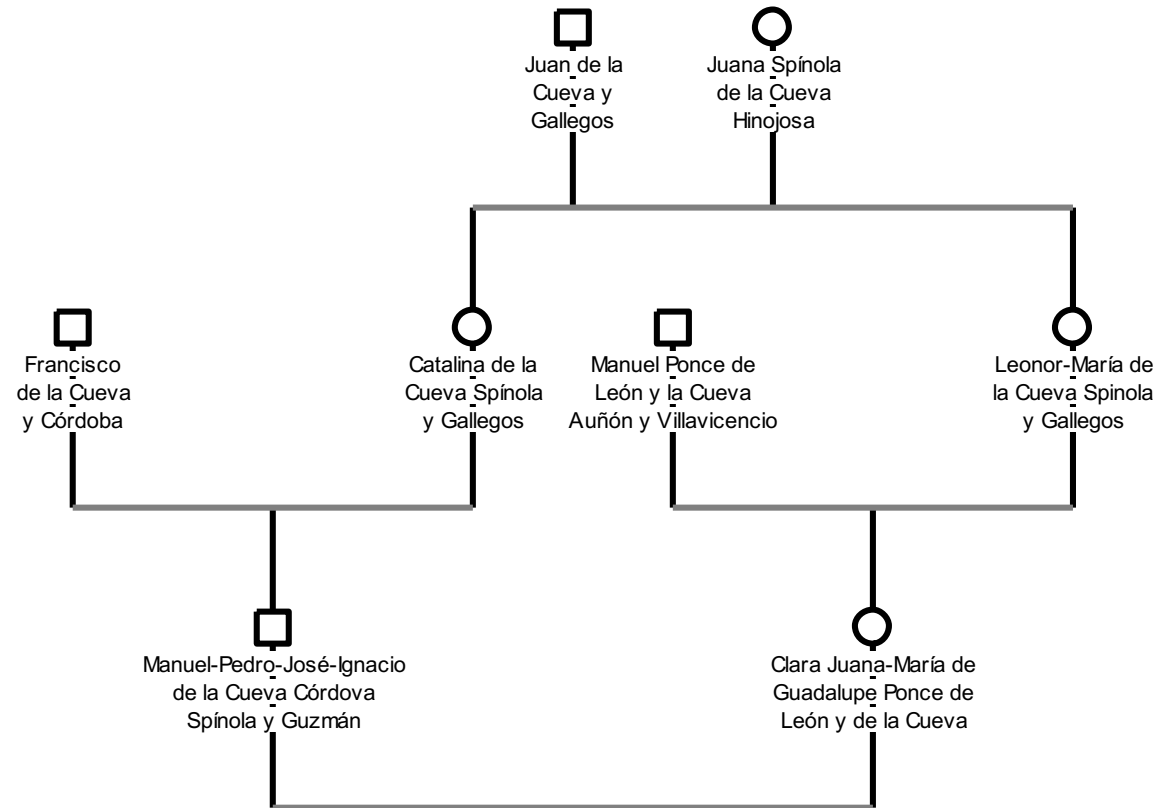 Juan de la
Cueva y
Gallegos
Juana Spínola
de la Cueva
Hinojosa
Francisco
de la Cueva
y Córdoba
Catalina de la
Cueva Spínola
y Gallegos
Manuel Ponce de
León y la Cueva
Auñón y Villavicencio
Leonor-María de
la Cueva Spinola
y Gallegos
Manuel-Pedro-José-Ignacio
de la Cueva Córdova
Spínola y Guzmán
Clara Juana-María de
Guadalupe Ponce de
León y de la Cueva